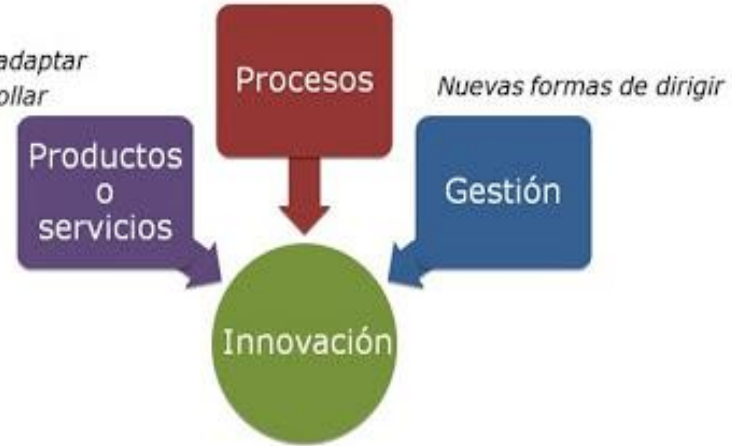 adaptar
Procesos
Nuevas formas de dirigir
Productos
o
servicios
Gestión
Innovación